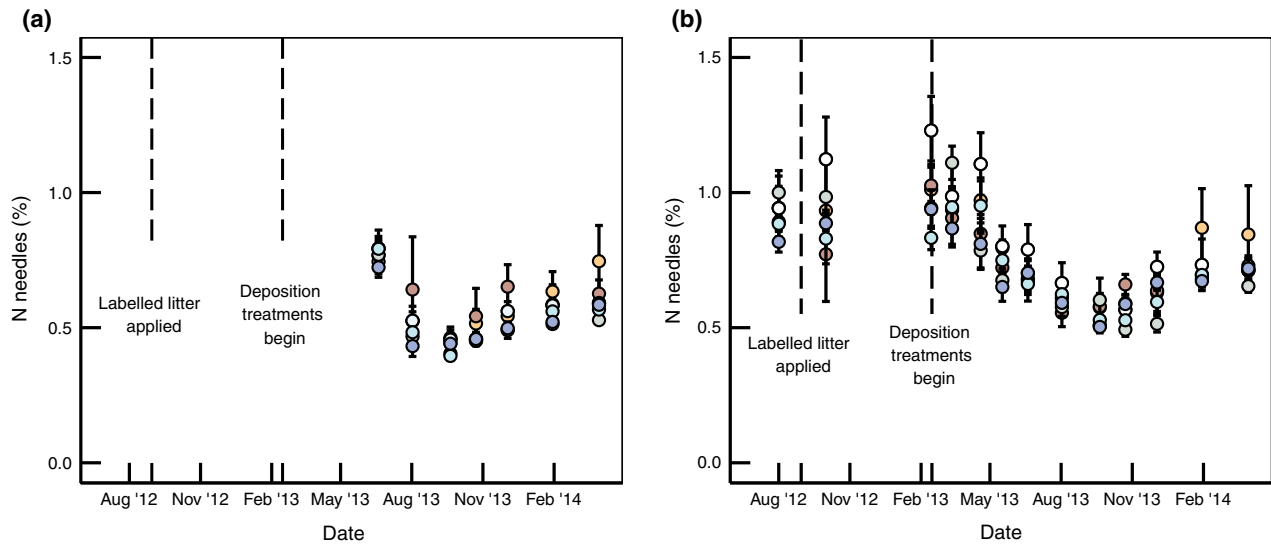 (a)
1.5
1.0
0.5
0.0
N needles (%)
Labelled litter
applied
Deposition
treatments
begin
Aug '12
Nov '12
Feb '13
May '13
Aug '13
Nov '13
Feb '14
Date
(b)
1.5
1.0
0.5
0.0
N needles (%)
Labelled litter
applied
Deposition
treatments
begin
Aug '12
Nov '12
Feb '13
May '13
Aug '13
Nov '13
Feb '14
Date